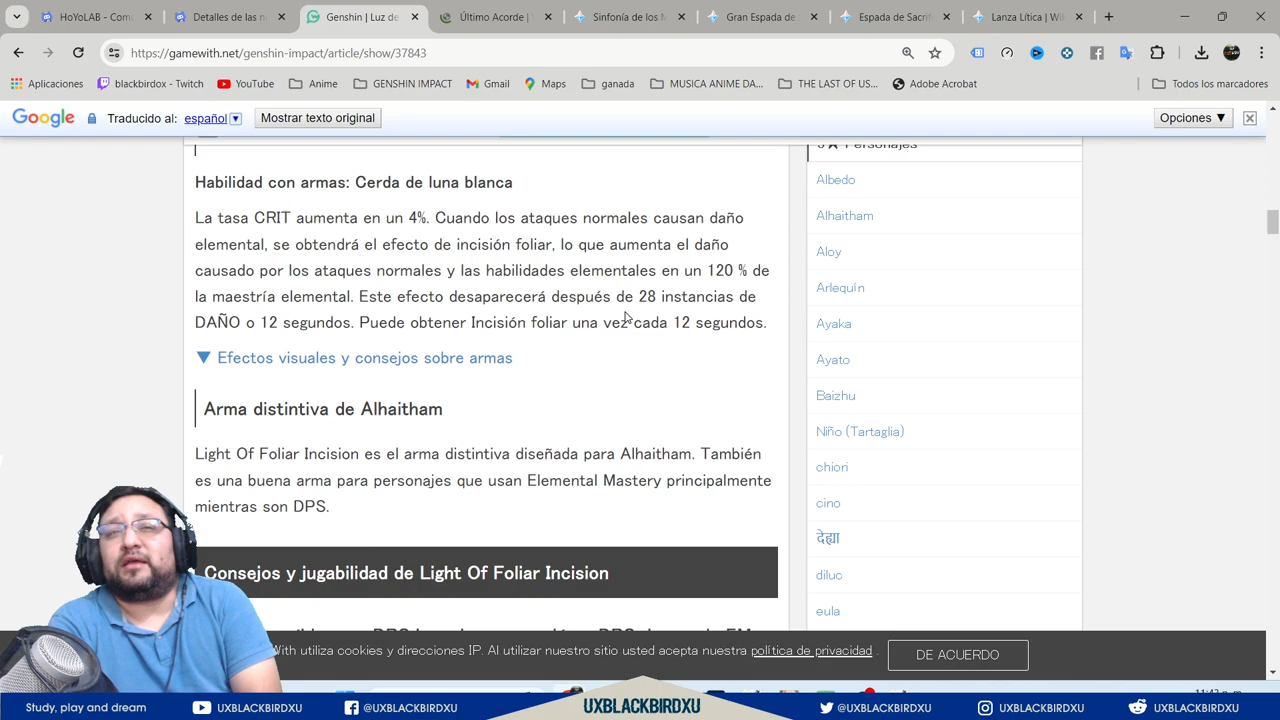 HoYoLAB - Com
Detalles de las n
Genshin | Luz de
Último Acorde | 
Sinfonía de los M
Gran Espada de
Espada de Sacrif
Lanza Lítica | Wik
https://gamewith.net/genshin-impact/article/show/37843
Aplicaciones
blackbirdox - Twitch
YouTube
Anime
GENSHIN IMPACT
Gmail
Maps
ganada
MUSICA ANIME DA...
THE LAST OF US...
Adobe Acrobat
Todos los marcadores
Google
Traducido al: español
Mostrar texto original
Opciones ▼
5★ Personajes
Habilidad con armas: Cerda de luna blanca
La tasa CRIT aumenta en un 4%. Cuando los ataques normales causan daño
elemental, se obtendrá el efecto de incisión foliar, lo que aumenta el daño
causado por los ataques normales y las habilidades elementales en un 120 % de
la maestría elemental. Este efecto desaparecerá después de 28 instancias de
DAÑO o 12 segundos. Puede obtener Incisión foliar una vez cada 12 segundos.
▼ Efectos visuales y consejos sobre armas
Arma distintiva de Alhaitham
Light Of Foliar Incision es el arma distintiva diseñada para Alhaitham. También
es una buena arma para personajes que usan Elemental Mastery principalmente
mientras son DPS.
Consejos y jugabilidad de Light Of Foliar Incision
Albedo
Alhaitham
Aloy
Arlequín
Ayaka
Ayato
Baizhu
Niño (Tartaglia)
chiori
cino
देह्या
diluc
eula
With utiliza cookies y direcciones IP. Al utilizar nuestro sitio usted acepta nuestra política de privacidad .
DE ACUERDO
Study, play and dream
UXBLACKBIRDXU
@UXBLACKBIRDXU
UXBLACKBIRDXU
@UXBLACKBIRDXU
UXBLACKBIRDXU
UXBLACKBIRDXU